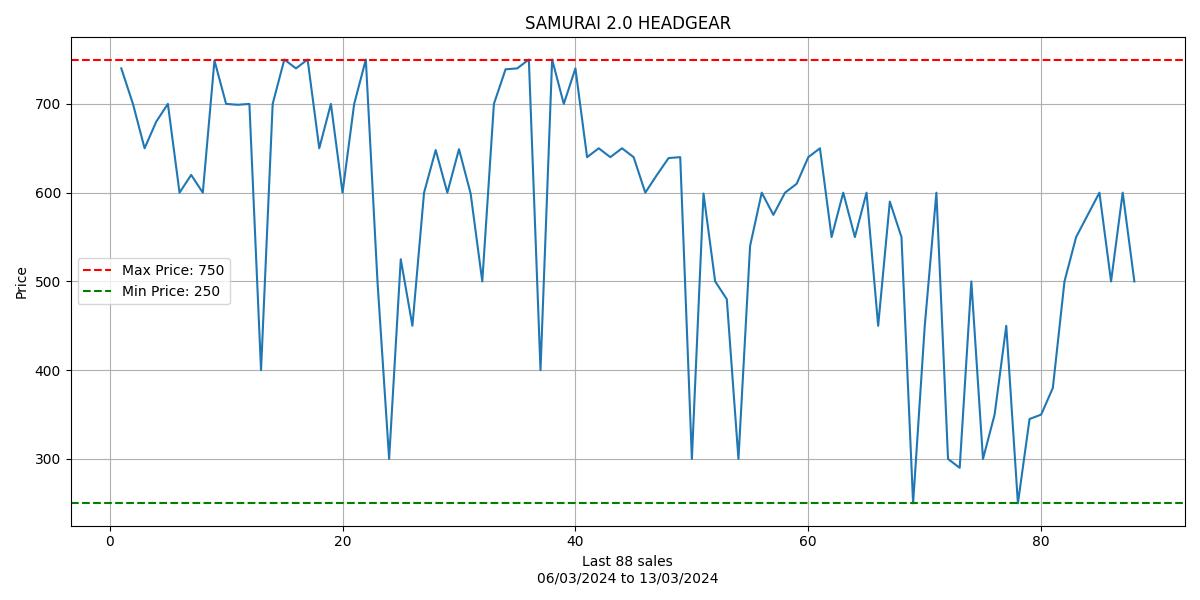 SAMURAI 2.0 HEADGEAR
700
600
500
400
300
Price
Max Price: 750
Min Price: 250
0 20 40 60 80
Last 88 sales
06/03/2024 to 13/03/2024